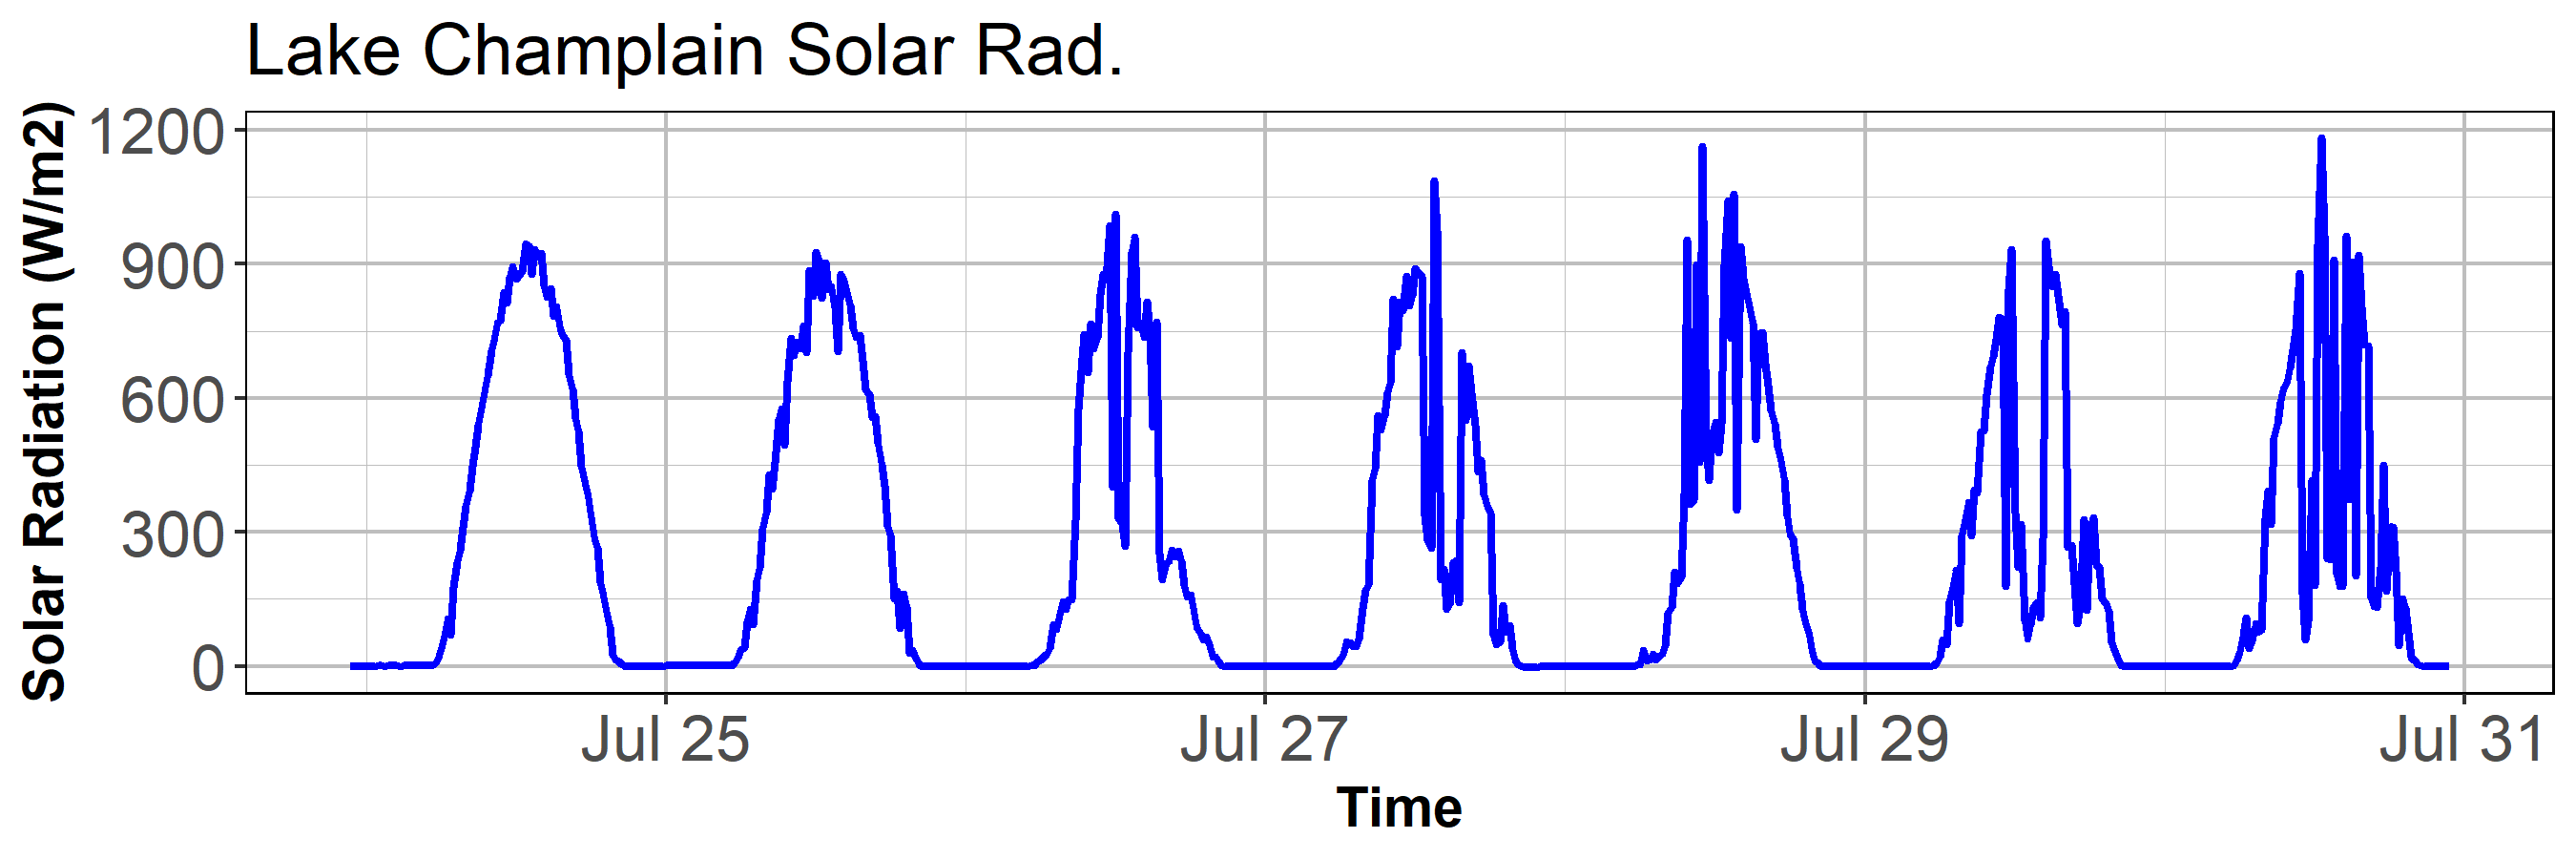 Lake Champlain Solar Rad.
Solar Radiation (W/m2)
1200
900
600
300
0
Jul 25
Jul 27
Jul 29
Jul 31
Time